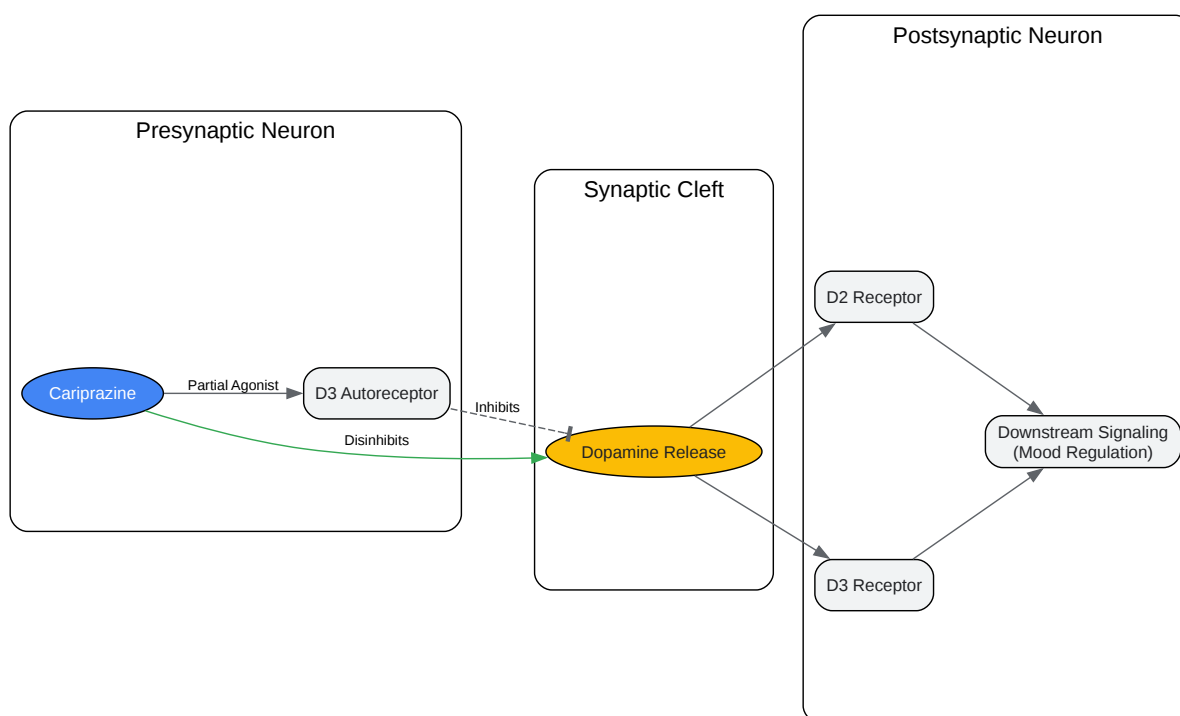 Presynaptic Neuron
Cariprazine
Partial Agonist
D3 Autoreceptor
Inhibits
Disinhibits
Synaptic Cleft
Dopamine Release
Postsynaptic Neuron
D2 Receptor
D3 Receptor
Downstream Signaling
(Mood Regulation)